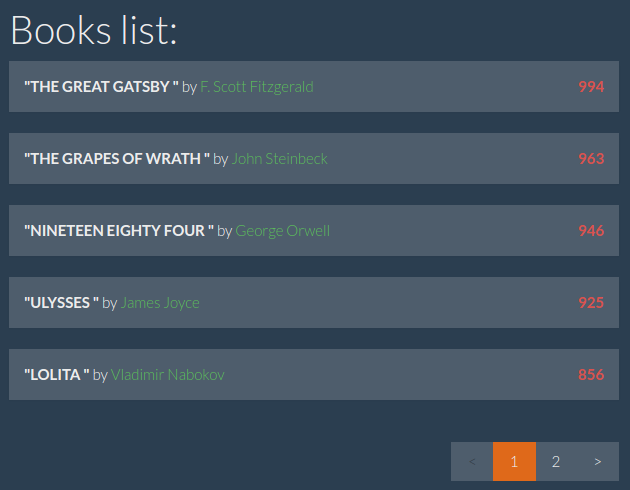 Books list:
"THE GREAT GATSBY " by F. Scott Fitzgerald 994
"THE GRAPES OF WRATH " by John Steinbeck 963
"NINETEEN EIGHTY FOUR " by George Orwell 946
"ULYSSES " by James Joyce 925
"LOLITA " by Vladimir Nabokov 856
< 1 2 >